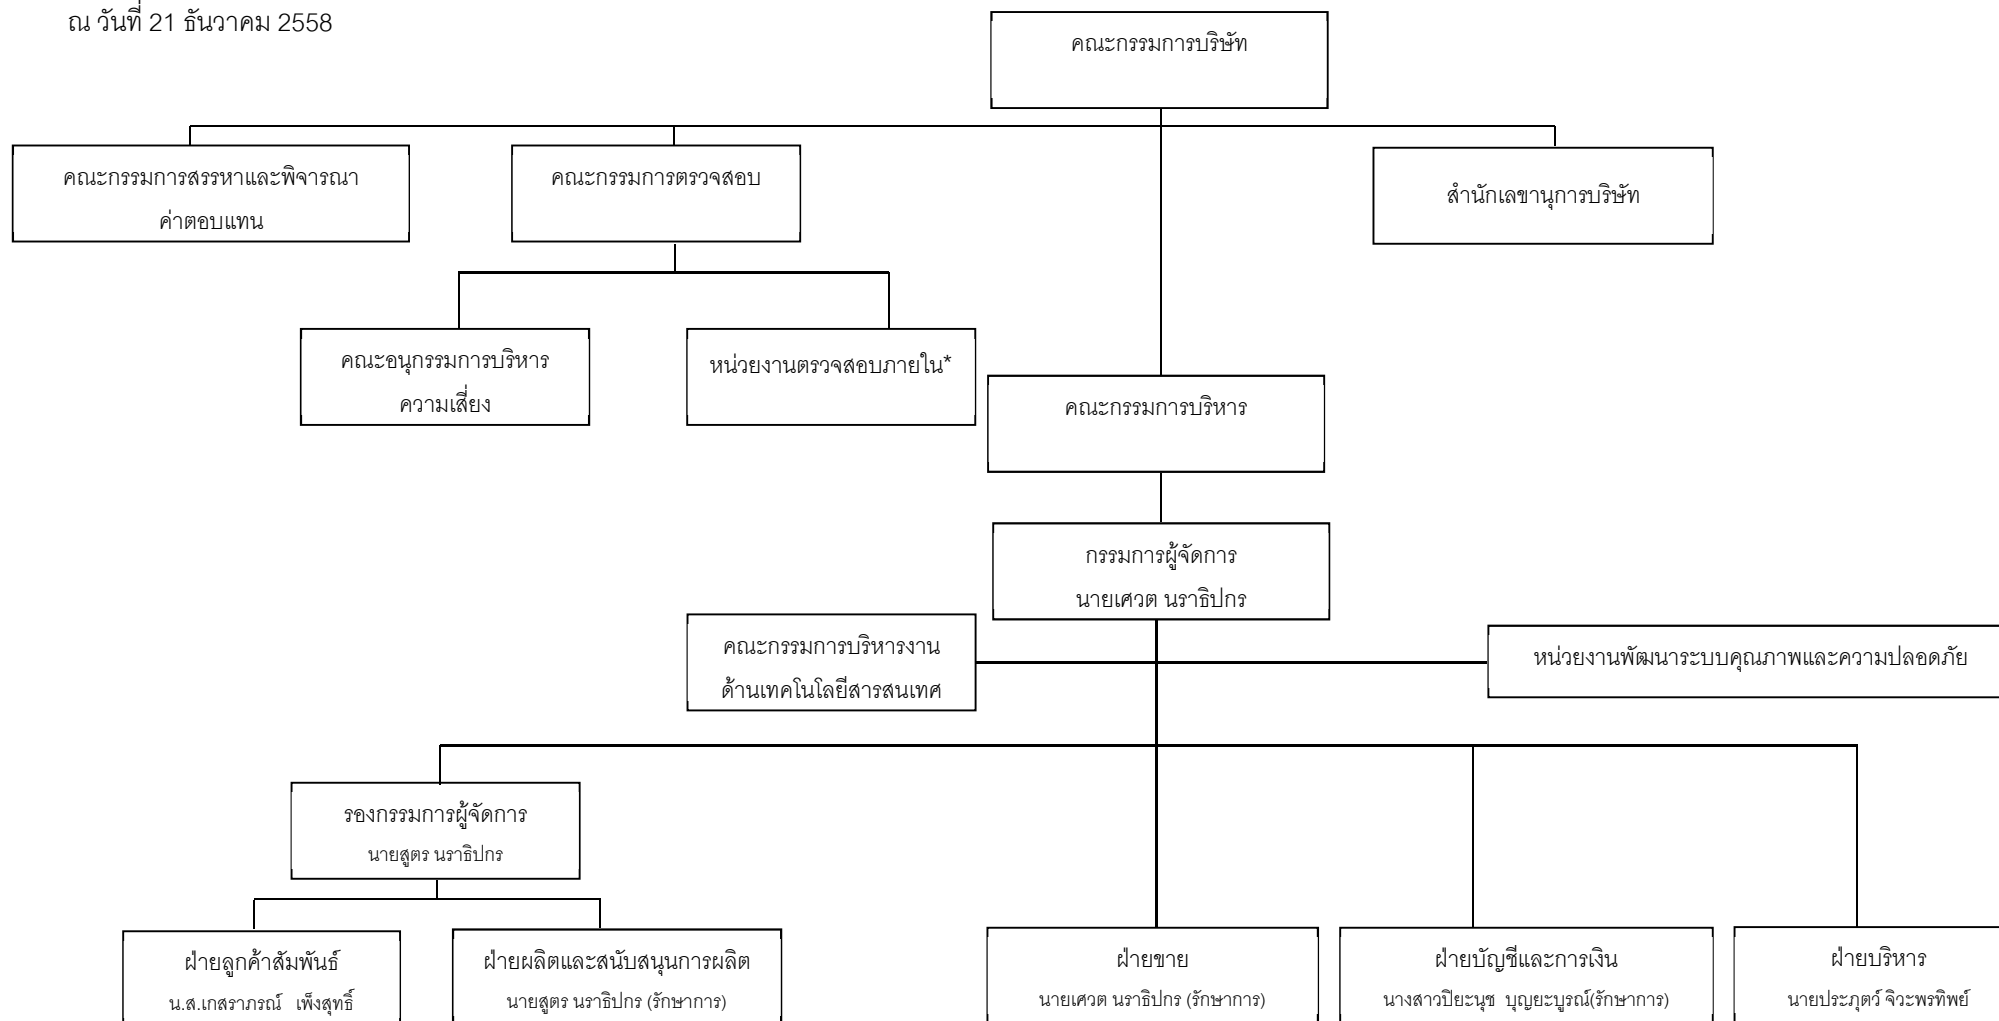 ณ วันที่ 21 ธันวาคม 2558
คณะกรรมการบริษัท
คณะกรรมการสรรหาและพิจารณา
ค่าตอบแทน
คณะกรรมการตรวจสอบ
สำนักเลขานุการบริษัท
คณะอนุกรรมการบริหาร
ความเสี่ยง
หน่วยงานตรวจสอบภายใน*
คณะกรรมการบริหาร
กรรมการผู้จัดการ
นายเศวต นราธิปกร
คณะกรรมการบริหารงาน
ด้านเทคโนโลยีสารสนเทศ
หน่วยงานพัฒนาระบบคุณภาพและความปลอดภัย
รองกรรมการผู้จัดการ
นายสูตร นราธิปกร
ฝ่ายลูกค้าสัมพันธ์
น.ส.เกสราภรณ์ เพ็งสุทธิ์
ฝ่ายผลิตและสนับสนุนการผลิต
นายสูตร นราธิปกร (รักษาการ)
ฝ่ายขาย
นายเศวต นราธิปกร (รักษาการ)
ฝ่ายบัญชีและการเงิน
นางสาวปิยะนุช บุญยะบูรณ์(รักษาการ)
ฝ่ายบริหาร
นายประภุตว์ จิวะพรทิพย์